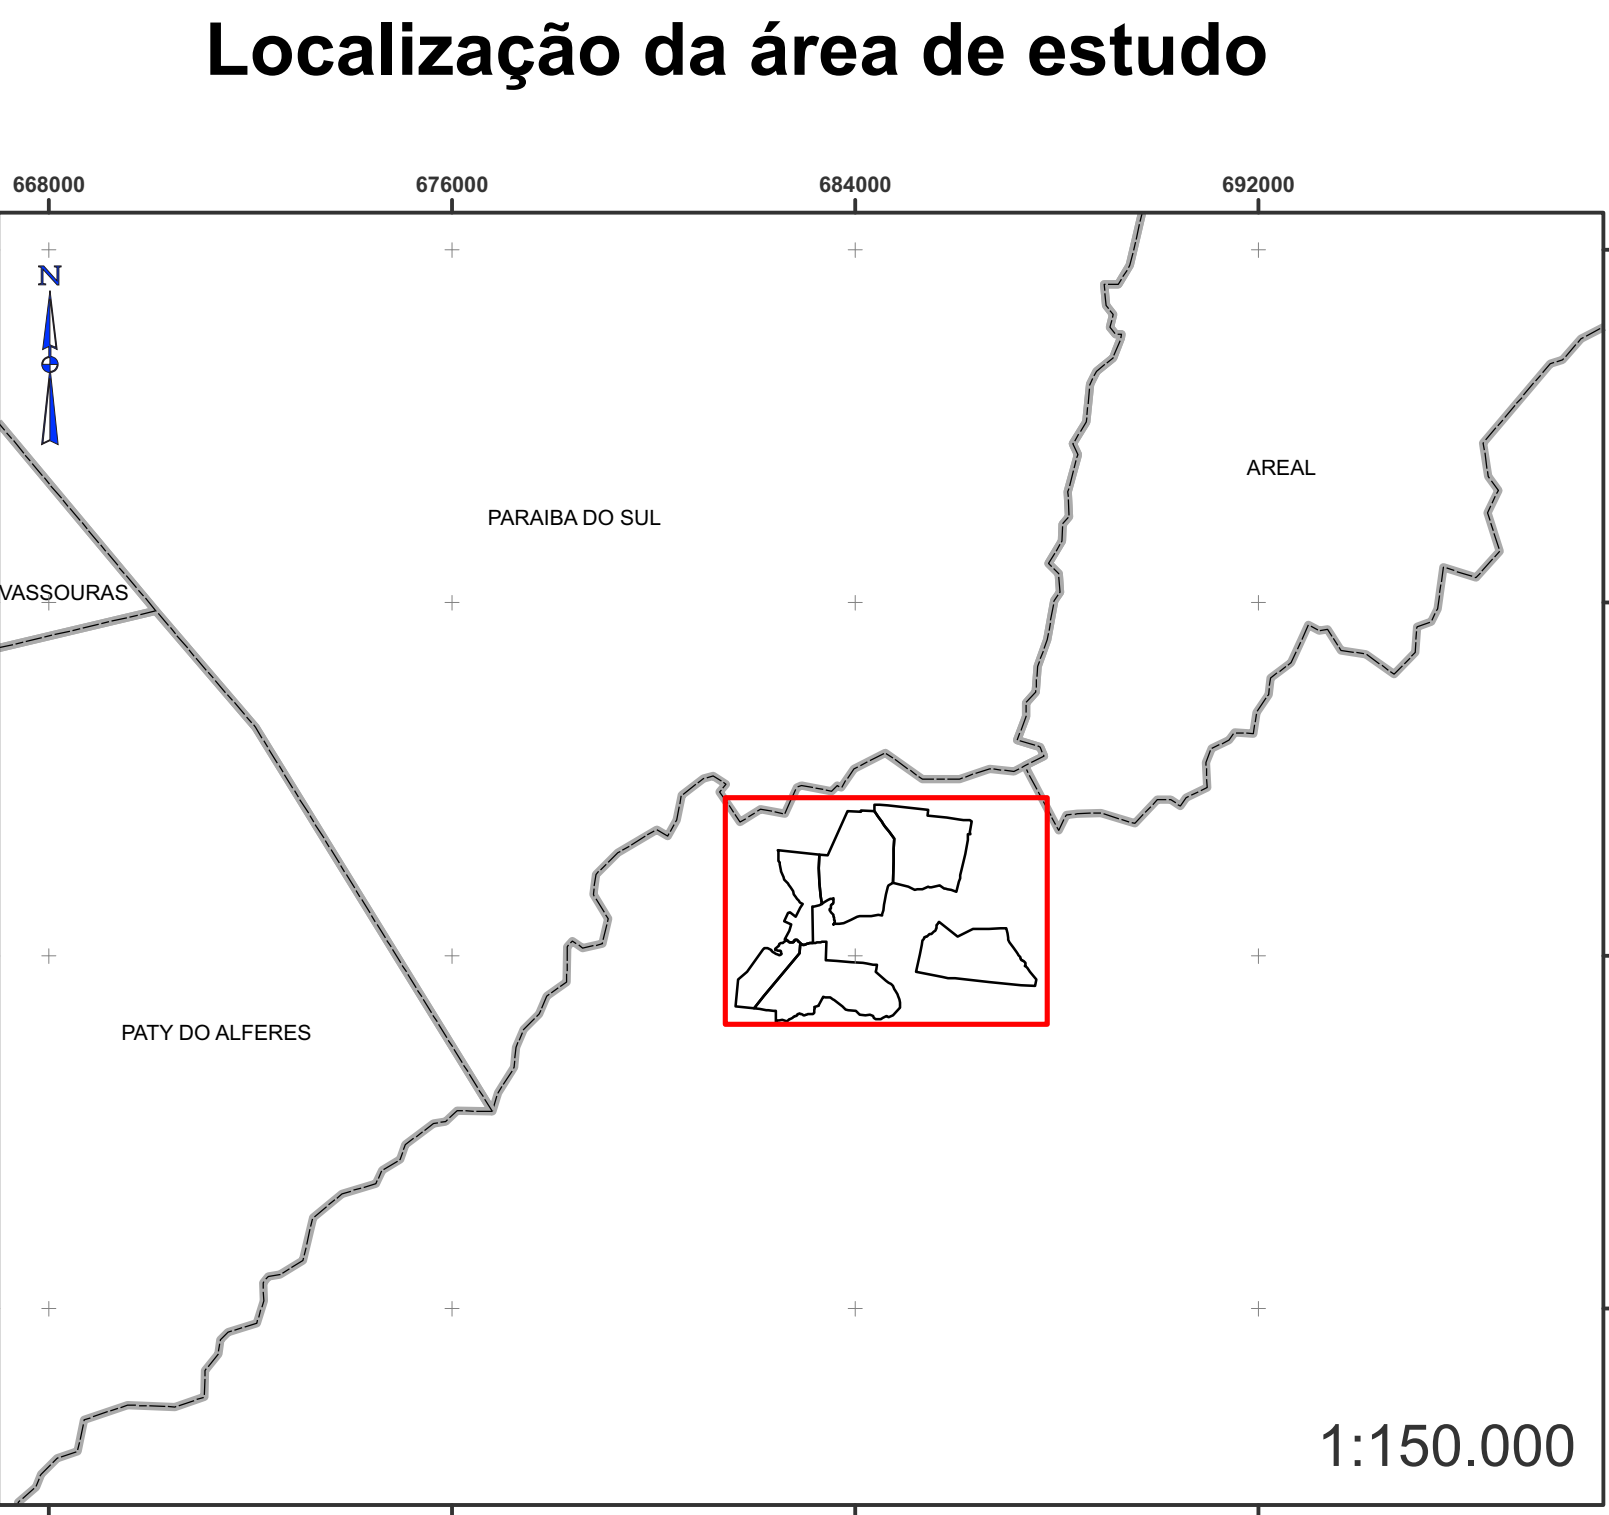 Localização da área de estudo
668000 676000 684000 692000
N
AREAL
PARAIBA DO SUL
VASSOURAS
PATY DO ALFERES
1:150.000